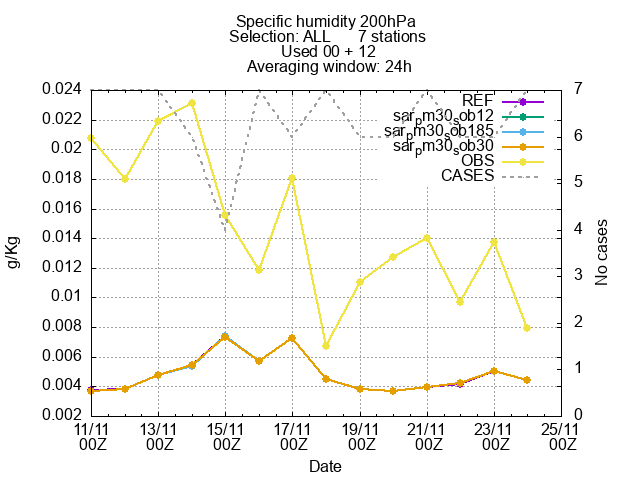 Specific humidity 200hPa
Selection: ALL 7 stations
Used 00 + 12
Averaging window: 24h
0.024
0.022
0.02
0.018
0.016
0.014
0.012
0.01
0.008
0.006
0.004
0.002
g/Kg
REF
sarpm30sob12
sarpm30sob185
sarpm30sob30
OBS
CASES
7
6
5
4
3
2
1
0
No cases
11/11 13/11 15/11 17/11 19/11 21/11 23/11 25/11
00Z 00Z 00Z 00Z 00Z 00Z 00Z 00Z
Date